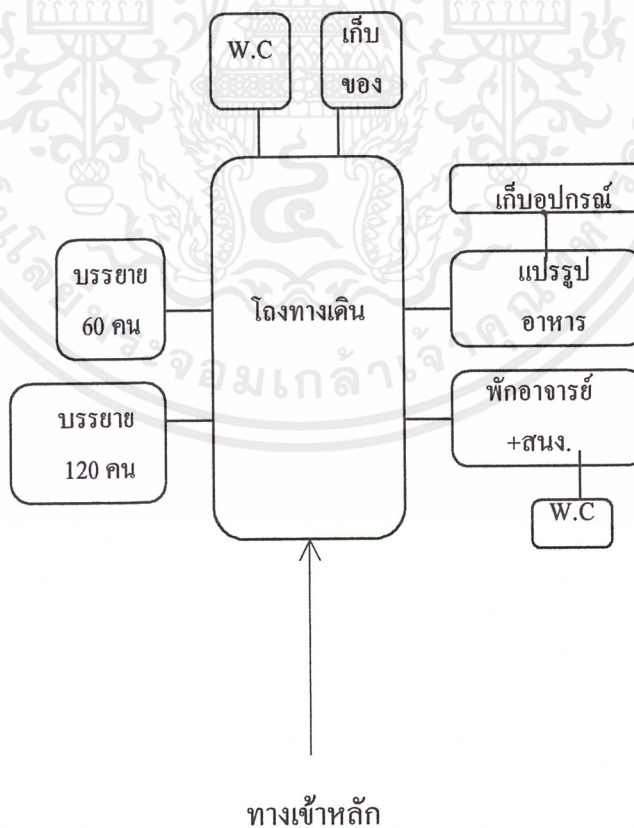 W.C
เก็บ
ของ
เก็บอุปกรณ์
บรรยาย
60 คน
โถงทางเดิน
แปรรูป
อาหาร
บรรยาย
120 คน
พักอาจารย์
+สนง.
W.C
ทางเข้าหลัก